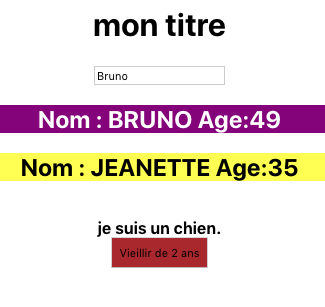 mon titre
Bruno
Nom : BRUNO Age:49
Nom : JEANETTE Age:35
je suis un chien.
Vieillir de 2 ans